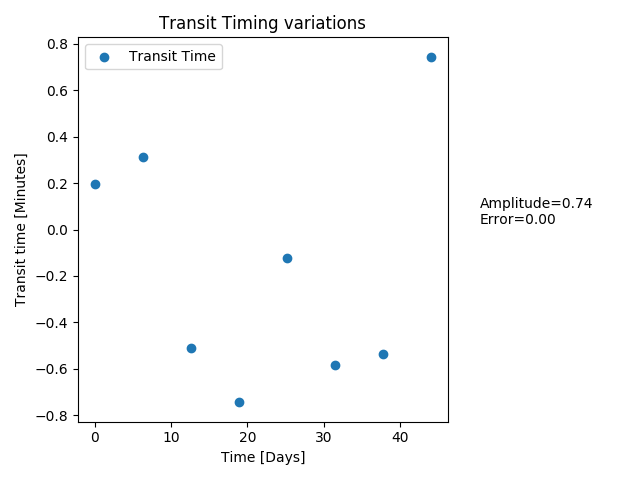 Transit Timing variations
Transit Time
Transit time [Minutes]
0.8
0.6
0.4
0.2
0.0
−0.2
−0.4
−0.6
−0.8
0
10
20
30
40
Time [Days]
Amplitude=0.74
Error=0.00